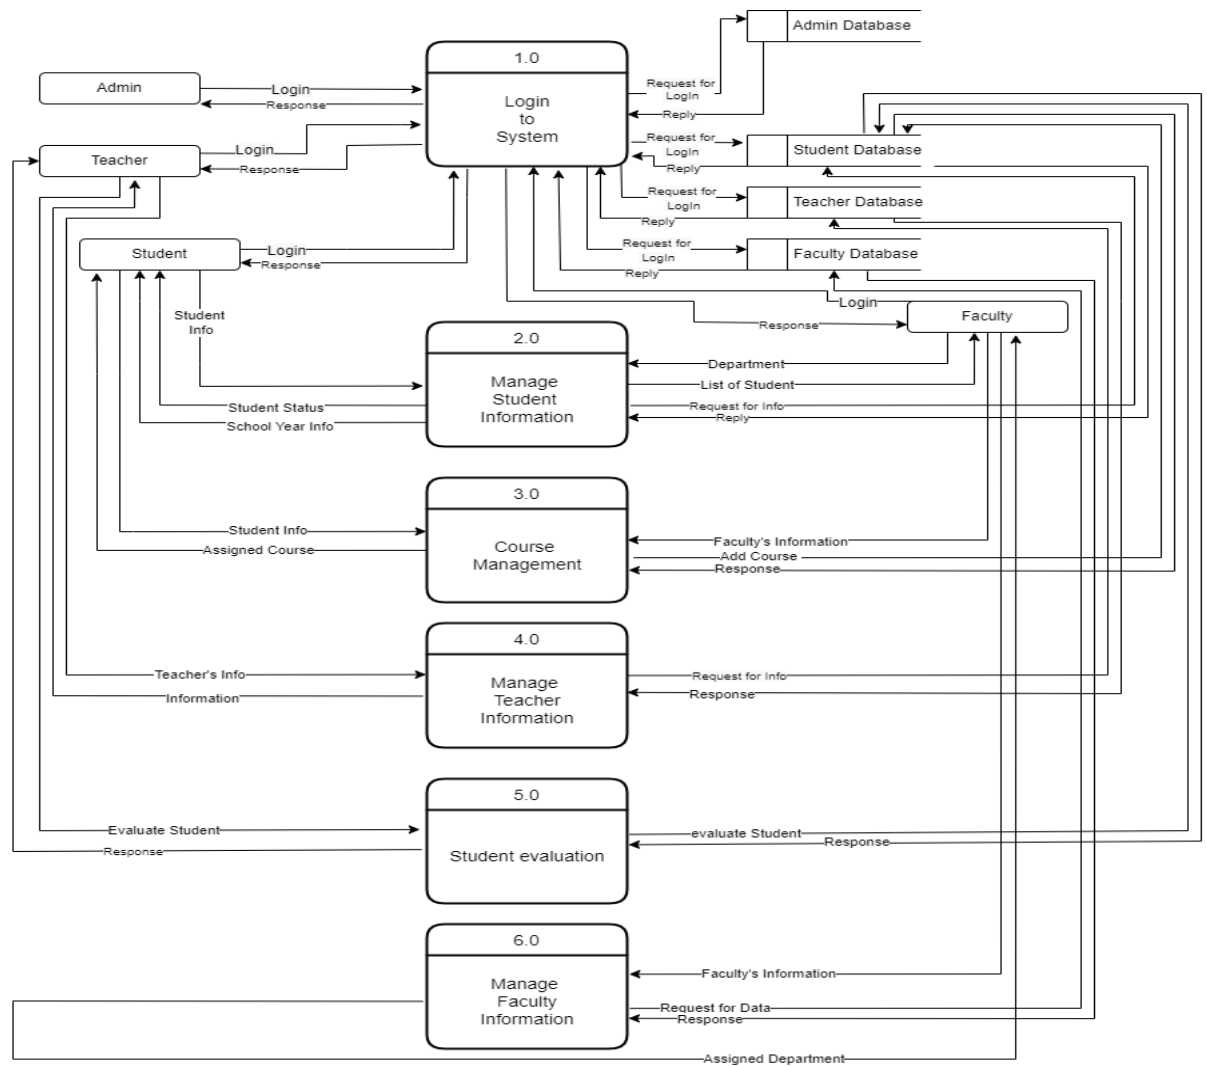 Admin Database
1.0
Admin
Login
Response
Login
to
System
Request for
LogIn
Reply
Teacher
Login
Response
Request for
LogIn
Reply
Student Database
Request for
LogIn
Reply
Teacher Database
Student
Login
Response
Request for
LogIn
Reply
Faculty Database
Login
Response
Faculty
Student
Info
2.0
Manage
Student
Information
Department
List of Student
Student Status
School Year Info
Request for Info
Reply
3.0
Course
Management
Student Info
Assigned Course
Faculty's Information
Add Course
Response
4.0
Manage
Teacher
Information
Teacher's Info
Information
Request for Info
Response
5.0
Student evaluation
Evaluate Student
Response
evaluate Student
Response
6.0
Manage
Faculty
Information
Faculty's Information
Request for Data
Response
Assigned Department